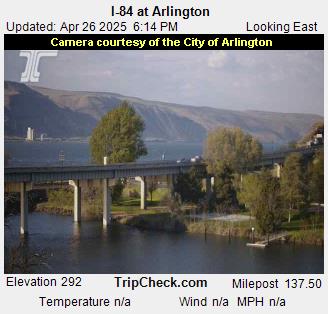 I-84 at Arlington
Updated: Apr 26 2025 6:14 PM Looking East
Camera courtesy of the City of Arlington
Elevation 292 TripCheck.com Milepost 137.50
Temperature n/a Wind n/a MPH n/a